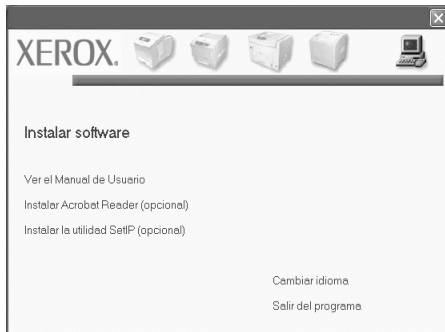 XEROX.
Instalar software
Ver el Manual de Usuario
Instalar Acrobat Reader (opcional)
Instalar la utilidad SetIP (opcional)
Cambiar idioma
Salir del programa